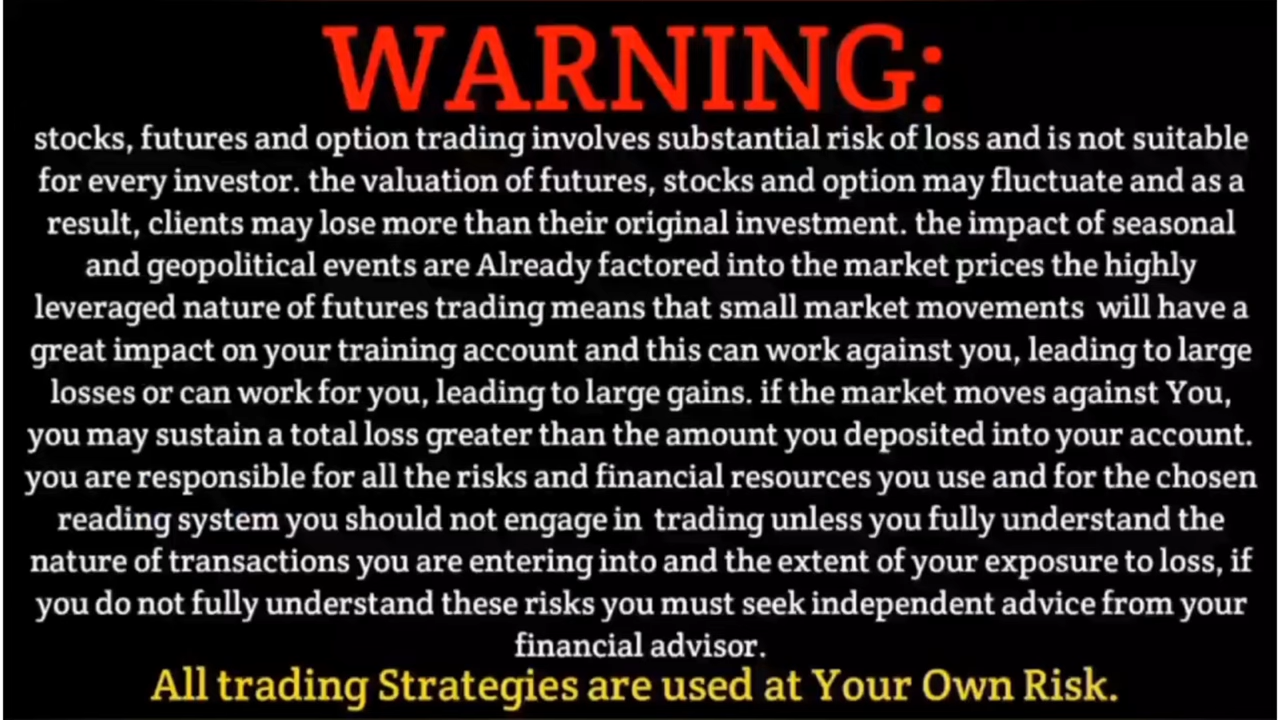 WARNING:
stocks, futures and option trading involves substantial risk of loss and is not suitable
for every investor. the valuation of futures, stocks and option may fluctuate and as a
result, clients may lose more than their original investment. the impact of seasonal
and geopolitical events are Already factored into the market prices the highly
leveraged nature of futures trading means that small market movements will have a
great impact on your training account and this can work against you, leading to large
losses or can work for you, leading to large gains. if the market moves against You,
you may sustain a total loss greater than the amount you deposited into your account.
you are responsible for all the risks and financial resources you use and for the chosen
reading system you should not engage in trading unless you fully understand the
nature of transactions you are entering into and the extent of your exposure to loss, if
you do not fully understand these risks you must seek independent advice from your
financial advisor.
All trading Strategies are used at Your Own Risk.